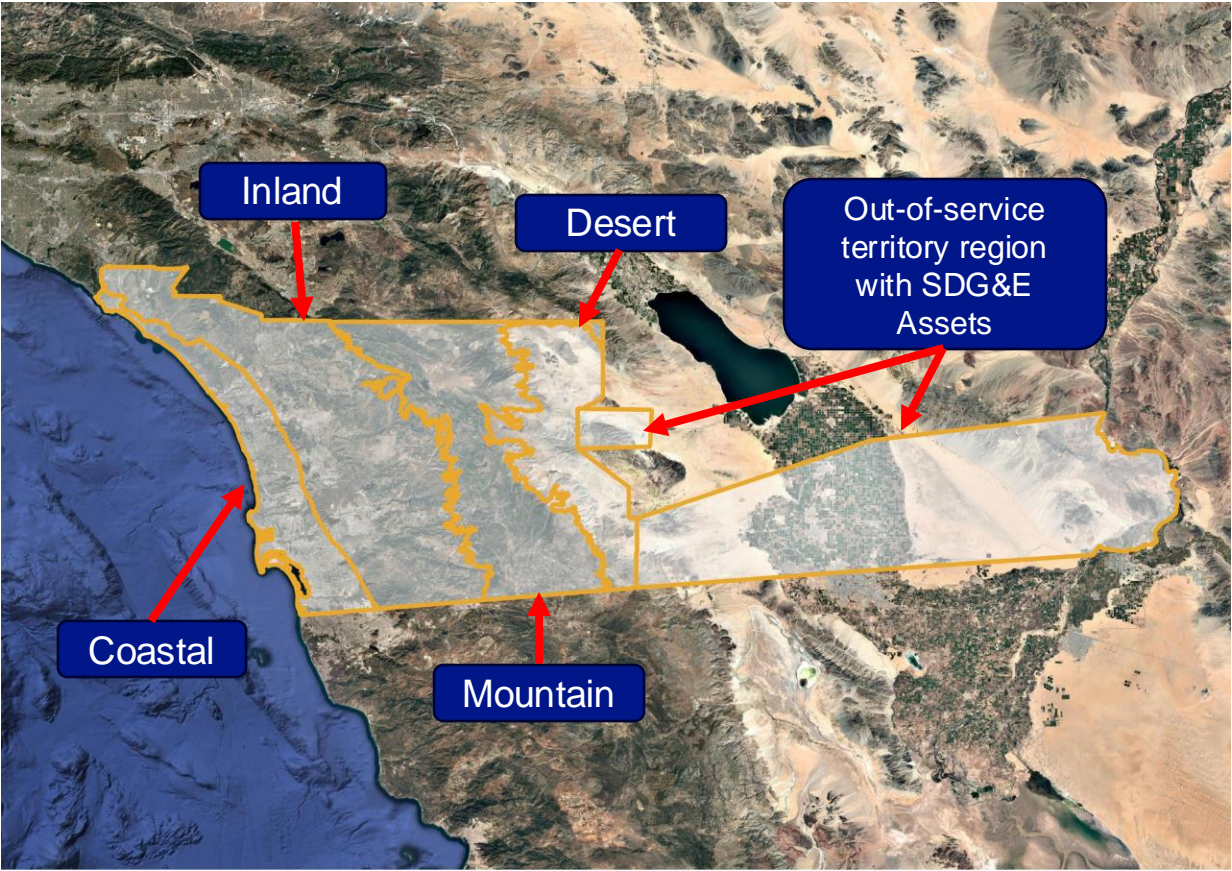 Inland
Desert
Out-of-service
territory region
with SDG&E
Assets
Coastal
Mountain